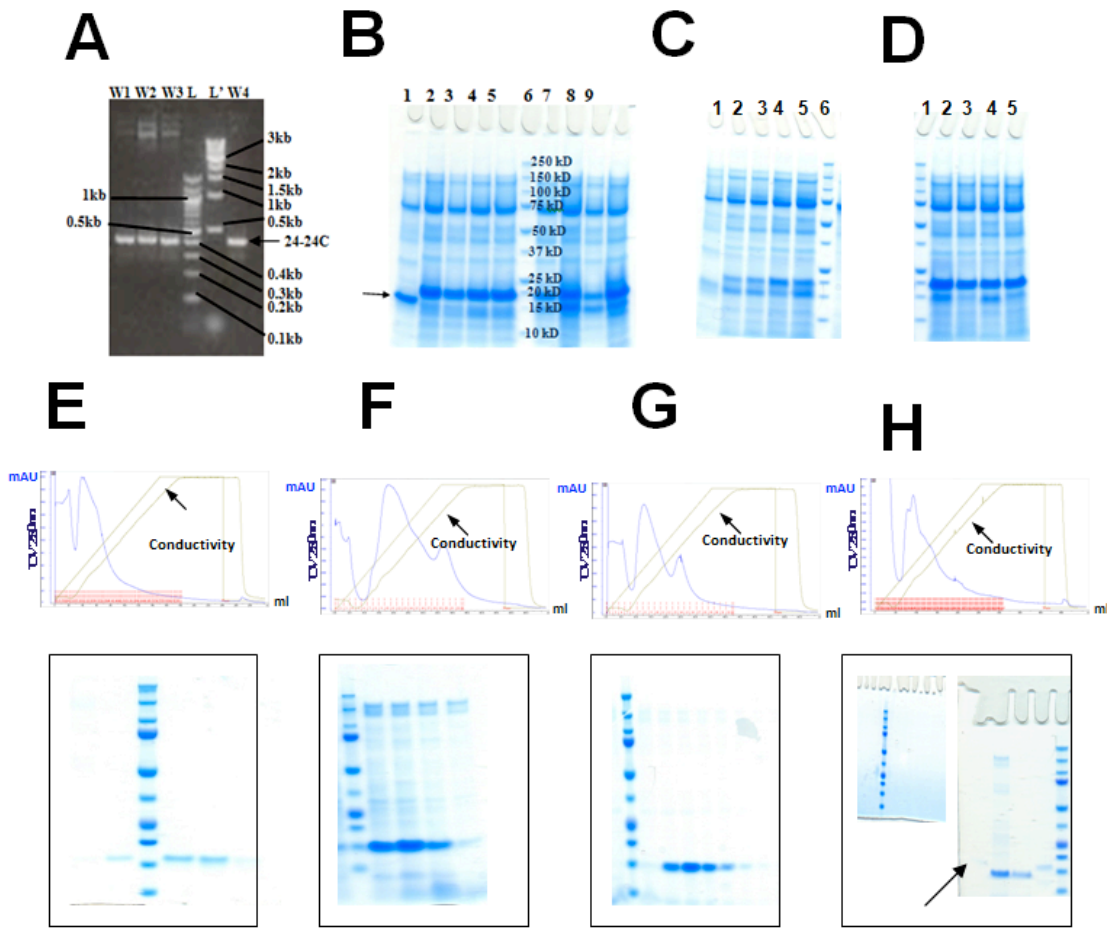 A
B
C
D
W1 W2 W3 L L' W4
3kb
2kb
1.5kb
1kb
0.5kb
1kb
0.5kb
24-24C
0.4kb
0.3kb
0.2kb
0.1kb
1 2 3 4 5 6 7 8 9
250 kD
150 kD
100 kD
75 kD
50 kD
37 kD
25 kD
20 kD
15 kD
10 kD
1 2 3 4 5 6
1 2 3 4 5
E
F
G
H
mAU
Conductivity
ml
mAU
Conductivity
ml
mAU
Conductivity
ml
mAU
Conductivity
ml